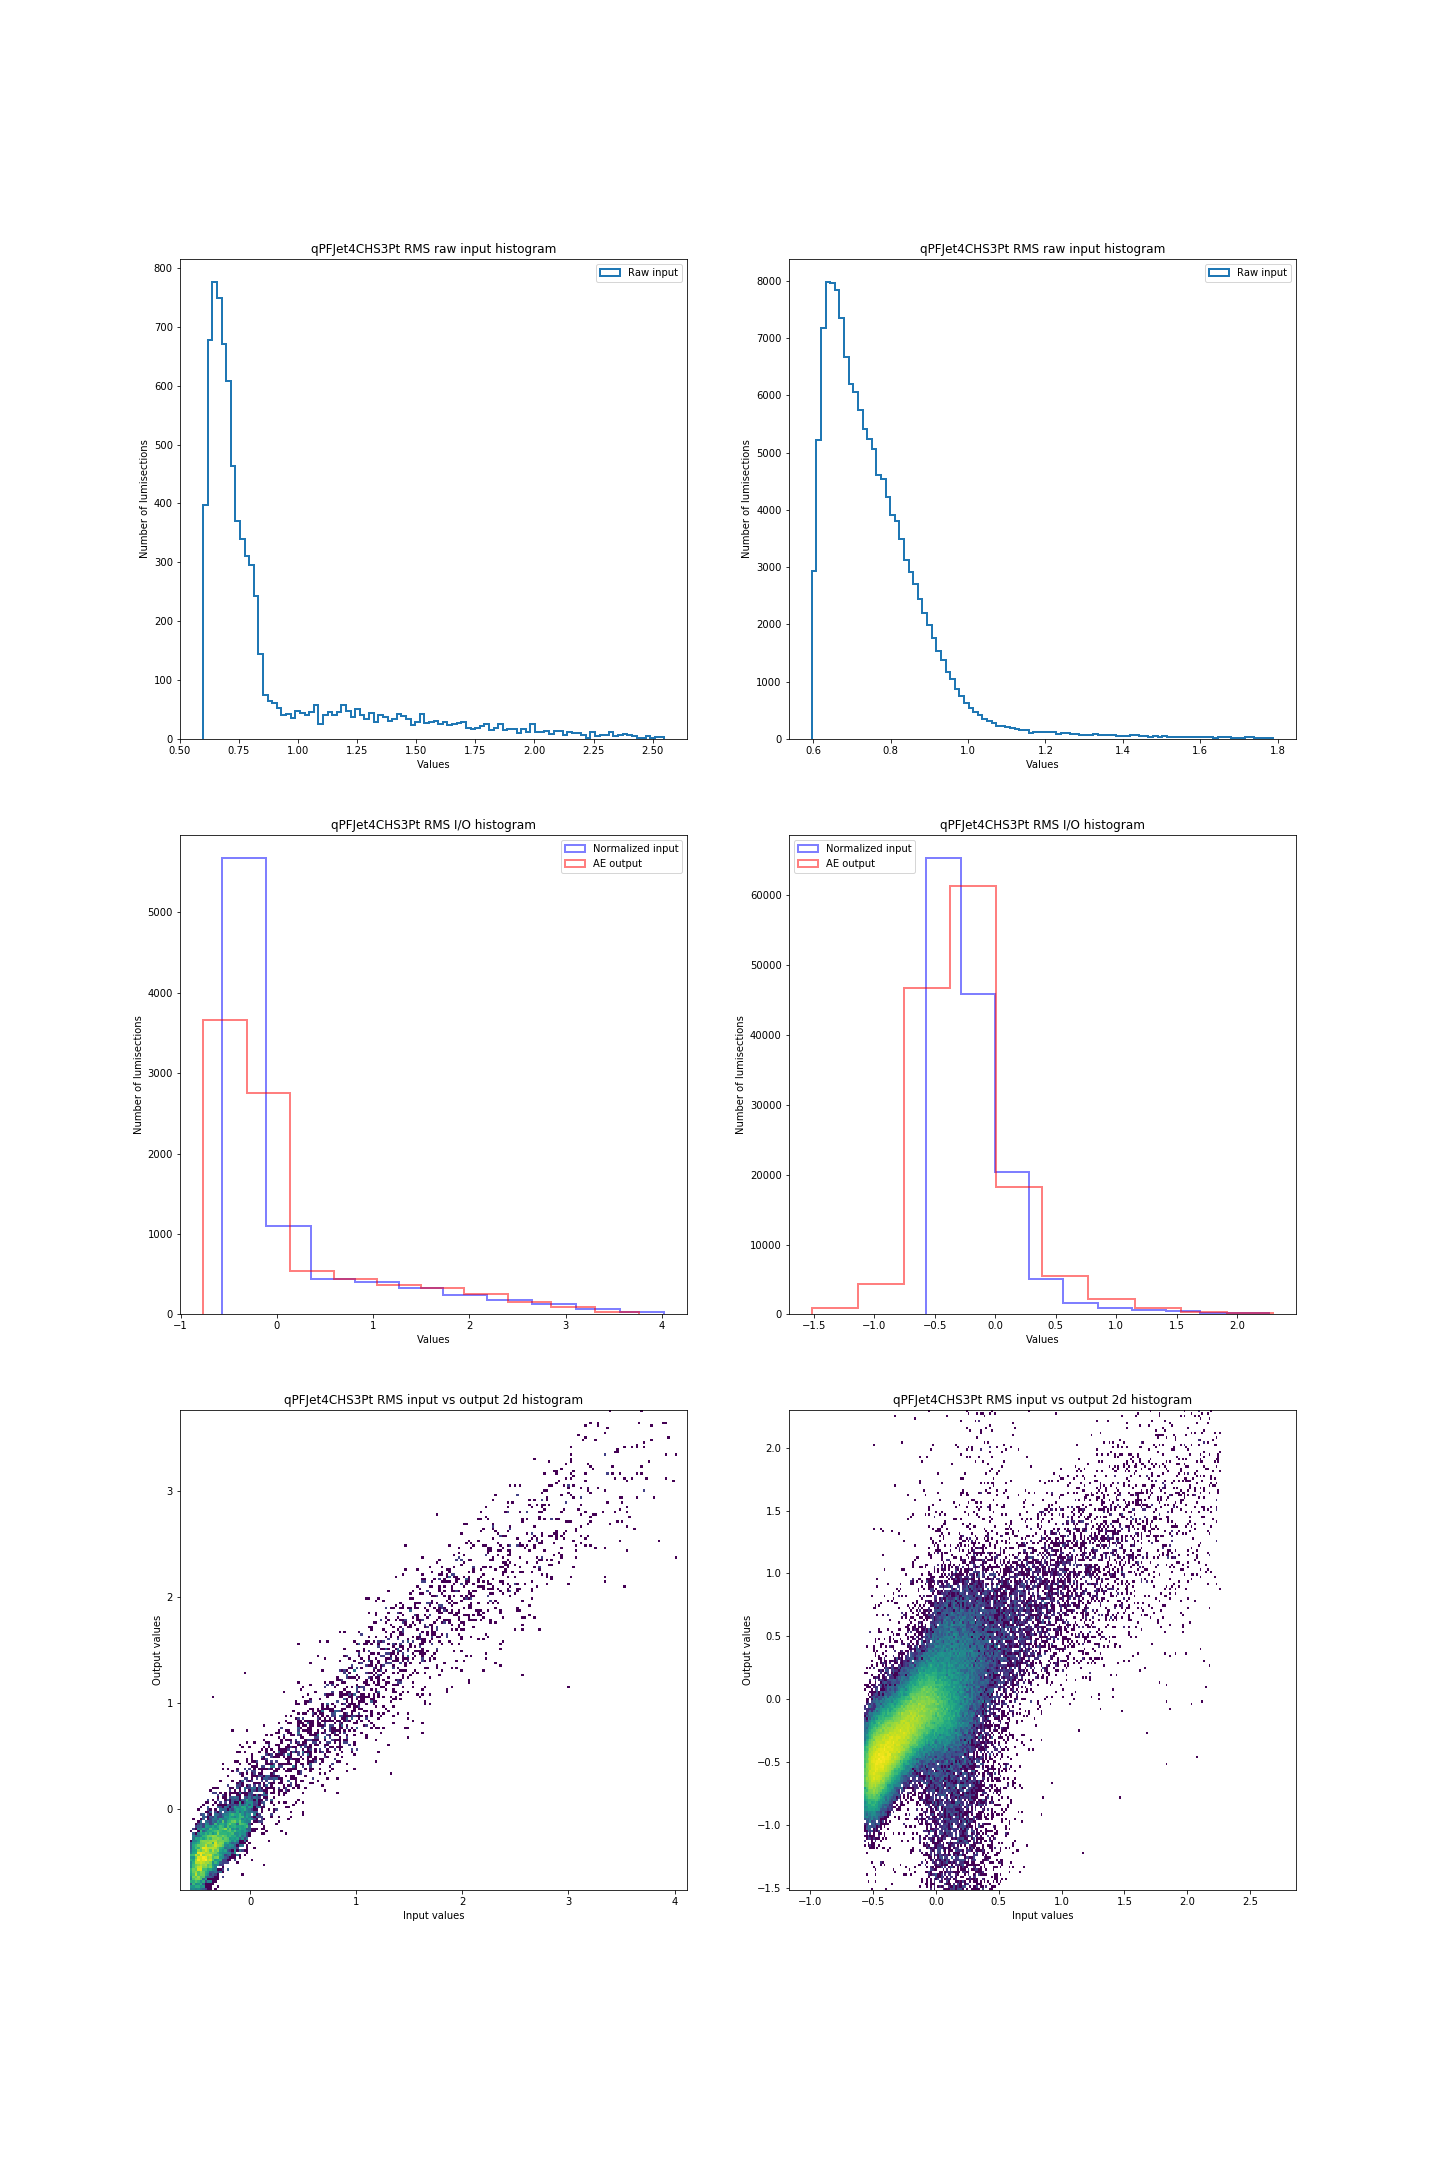 qPFJet4CHS3Pt RMS raw input histogram
Raw input
800
700
600
500
400
300
200
100
0
Number of lumisections
0.50 0.75 1.00 1.25 1.50 1.75 2.00 2.25 2.50
Values
qPFJet4CHS3Pt RMS raw input histogram
Raw input
8000
7000
6000
5000
4000
3000
2000
1000
0
Number of lumisections
0.6 0.8 1.0 1.2 1.4 1.6 1.8
Values
qPFJet4CHS3Pt RMS I/O histogram
Normalized input
AE output
5000
4000
3000
2000
1000
0
Number of lumisections
−1 0 1 2 3 4
Values
qPFJet4CHS3Pt RMS I/O histogram
Normalized input
AE output
60000
50000
40000
30000
20000
10000
0
Number of lumisections
−1.5 −1.0 −0.5 0.0 0.5 1.0 1.5 2.0
Values
qPFJet4CHS3Pt RMS input vs output 2d histogram
3
2
1
0
Output values
0 1 2 3 4
Input values
qPFJet4CHS3Pt RMS input vs output 2d histogram
2.0
1.5
1.0
0.5
0.0
−0.5
−1.0
−1.5
Output values
−1.0 −0.5 0.0 0.5 1.0 1.5 2.0 2.5
Input values